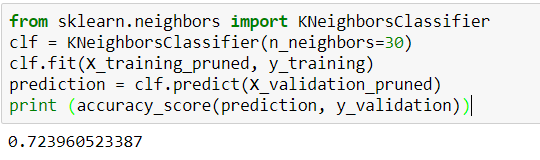 from sklearn.neighbors import KNeighborsClassifier
clf = KNeighborsClassifier(n_neighbors=30)
clf.fit(X_training_pruned, y_training)
prediction = clf.predict(X_validation_pruned)
print (accuracy_score(prediction, y_validation))
0.723960523387